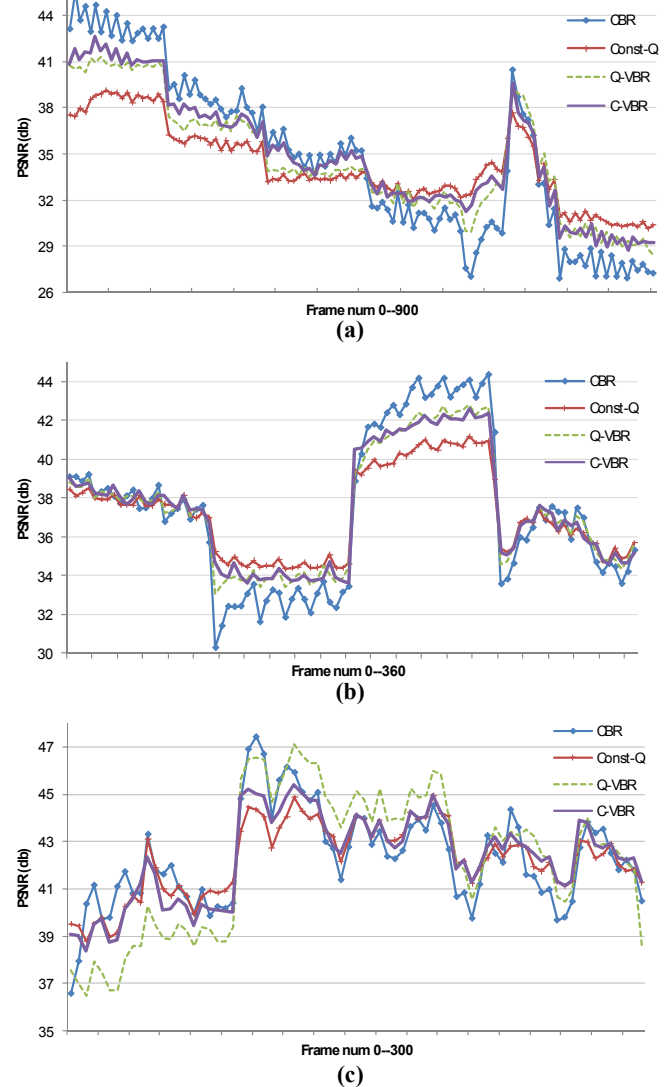 44
41
38
35
32
29
26
PSNR (db)
CBR
Const-Q
Q-VBR
C-VBR
Frame num 0--900
(a)
44
42
40
38
36
34
32
30
PSNR (db)
CBR
Const-Q
Q-VBR
C-VBR
Frame num 0--360
(b)
47
45
43
41
39
37
35
PSNR (db)
CBR
Const-Q
Q-VBR
C-VBR
Frame num 0--300
(c)